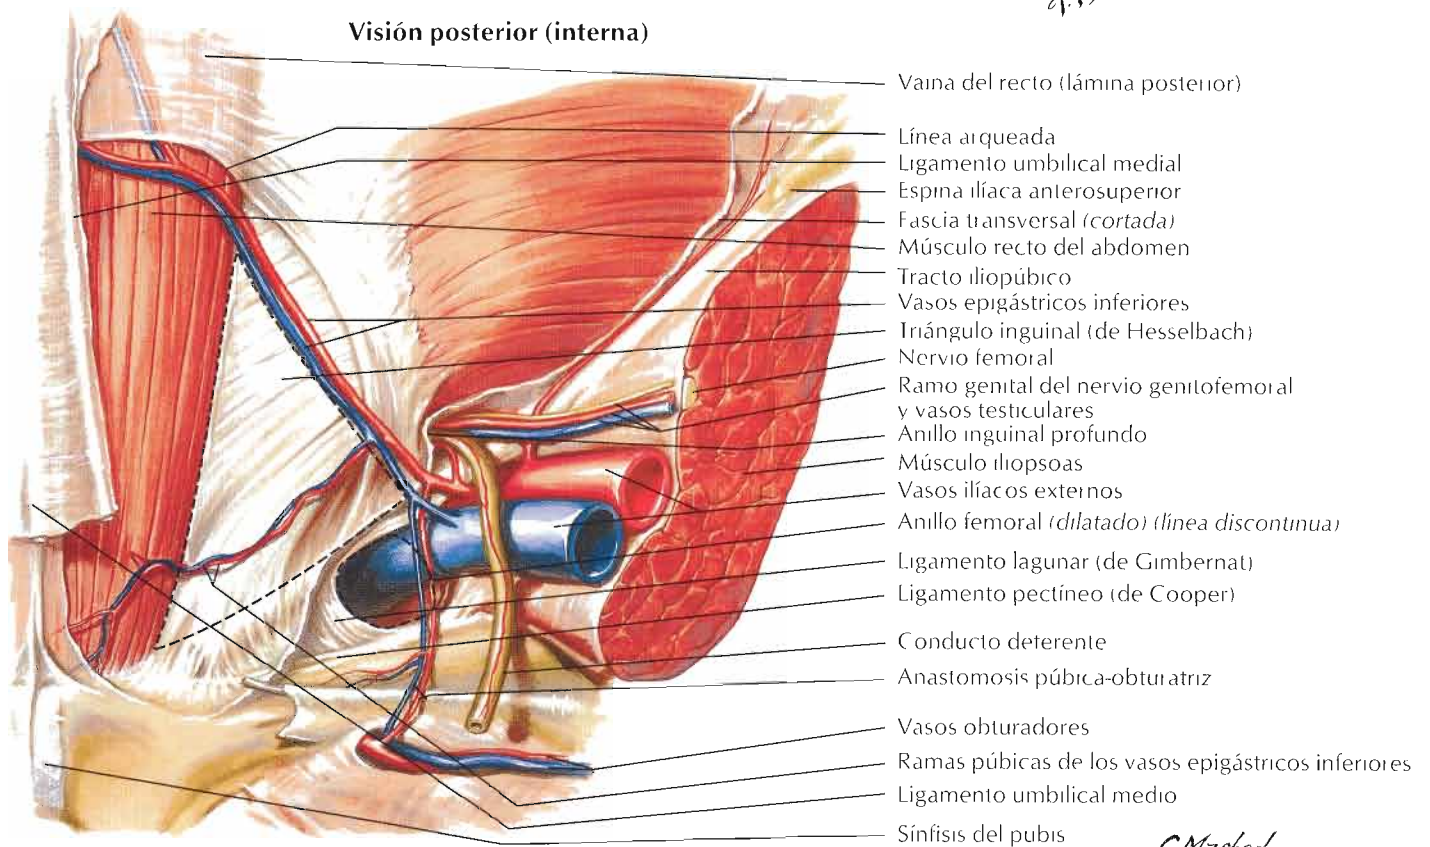 Visión posterior (interna)
Vaina del recto (lámina posterior)
Línea arqueada
Ligamento umbilical medial
Espina ilíaca anterosuperior
Fascia transversal (cortada)
Músculo recto del abdomen
Tracto iliopúbico
Vasos epigástricos inferiores
Triángulo inguinal (de Hesselbach)
Nervio femoral
Ramo genital del nervio genitofemoral
y vasos testiculares
Anillo inguinal profundo
Músculo iliopsoas
Vasos ilíacos externos
Anillo femoral (dilatado) (línea discontinua)
Ligamento lagunar (de Gimbernat)
Ligamento pectíneo (de Cooper)
Conducto deferente
Anastomosis púbica-obturatriz
Vasos obturadores
Ramas púbicas de los vasos epigástricos inferiores
Ligamento umbilical medio
Sínfisis del pubis